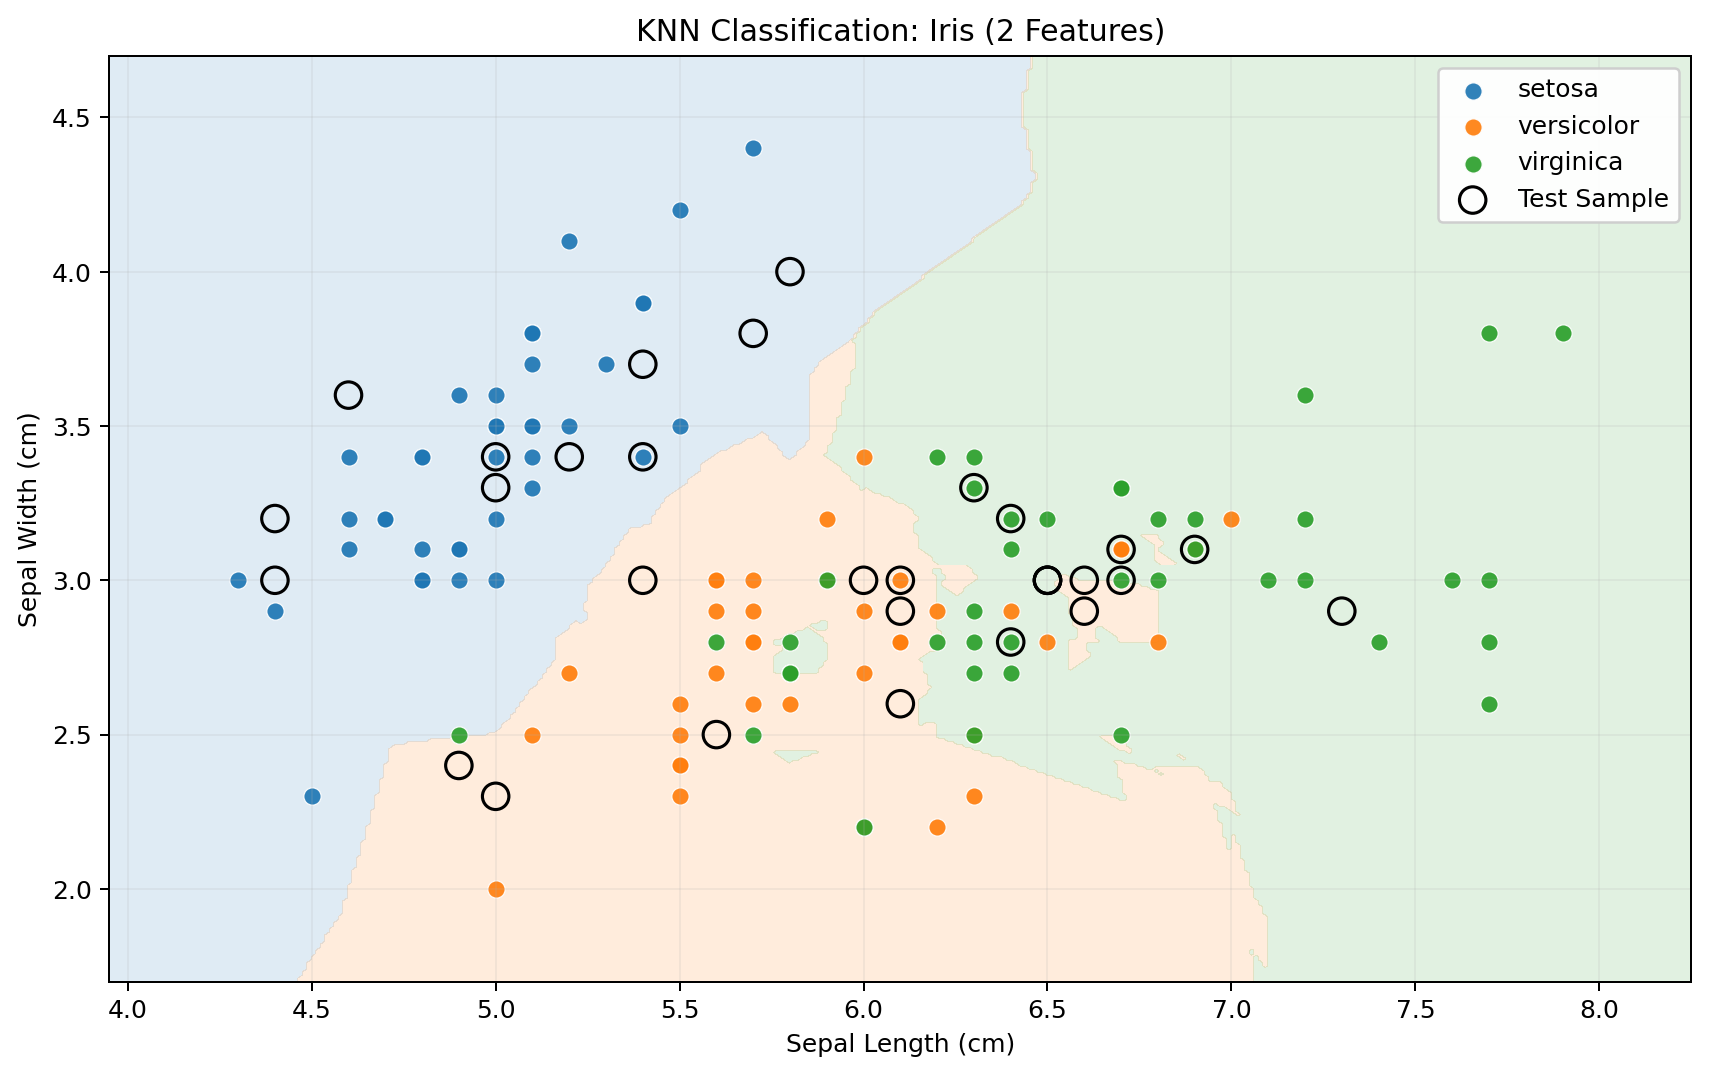 KNN Classification: Iris (2 Features)
setosa
versicolor
virginica
Test Sample
Sepal Width (cm)
4.5
4.0
3.5
3.0
2.5
2.0
4.0 4.5 5.0 5.5 6.0 6.5 7.0 7.5 8.0
Sepal Length (cm)